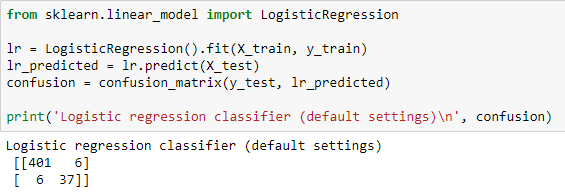 from sklearn.linear_model import LogisticRegression
lr = LogisticRegression().fit(X_train, y_train)
lr_predicted = lr.predict(X_test)
confusion = confusion_matrix(y_test, lr_predicted)
print('Logistic regression classifier (default settings)\n', confusion)
Logistic regression classifier (default settings)
[[401   6]
[  6  37]]